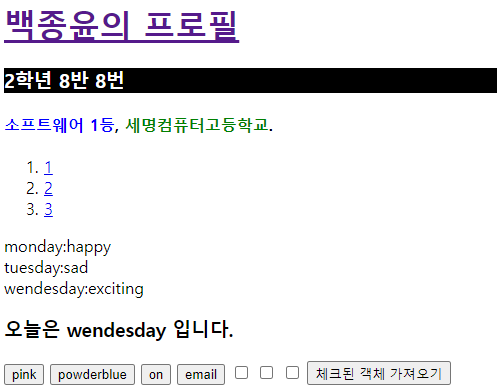 백종윤의 프로필
2학년 8반 8번
소프트웨어 1등, 세명컴퓨터고등학교.
1. 1
2. 2
3. 3
monday:happy
tuesday:sad
wendesday:exciting
오늘은 wendesday 입니다.
pink powderblue on email 체크된 객체 가져오기